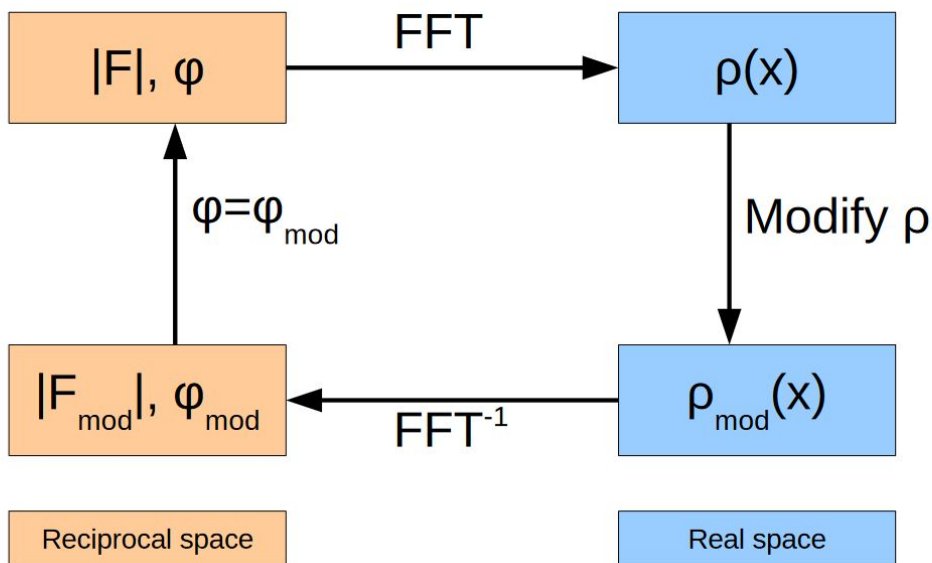 |F|, φ
FFT
ρ(x)
φ=φmod
Modify ρ
|Fmod|, φmod
FFT-1
ρmod(x)
Reciprocal space
Real space